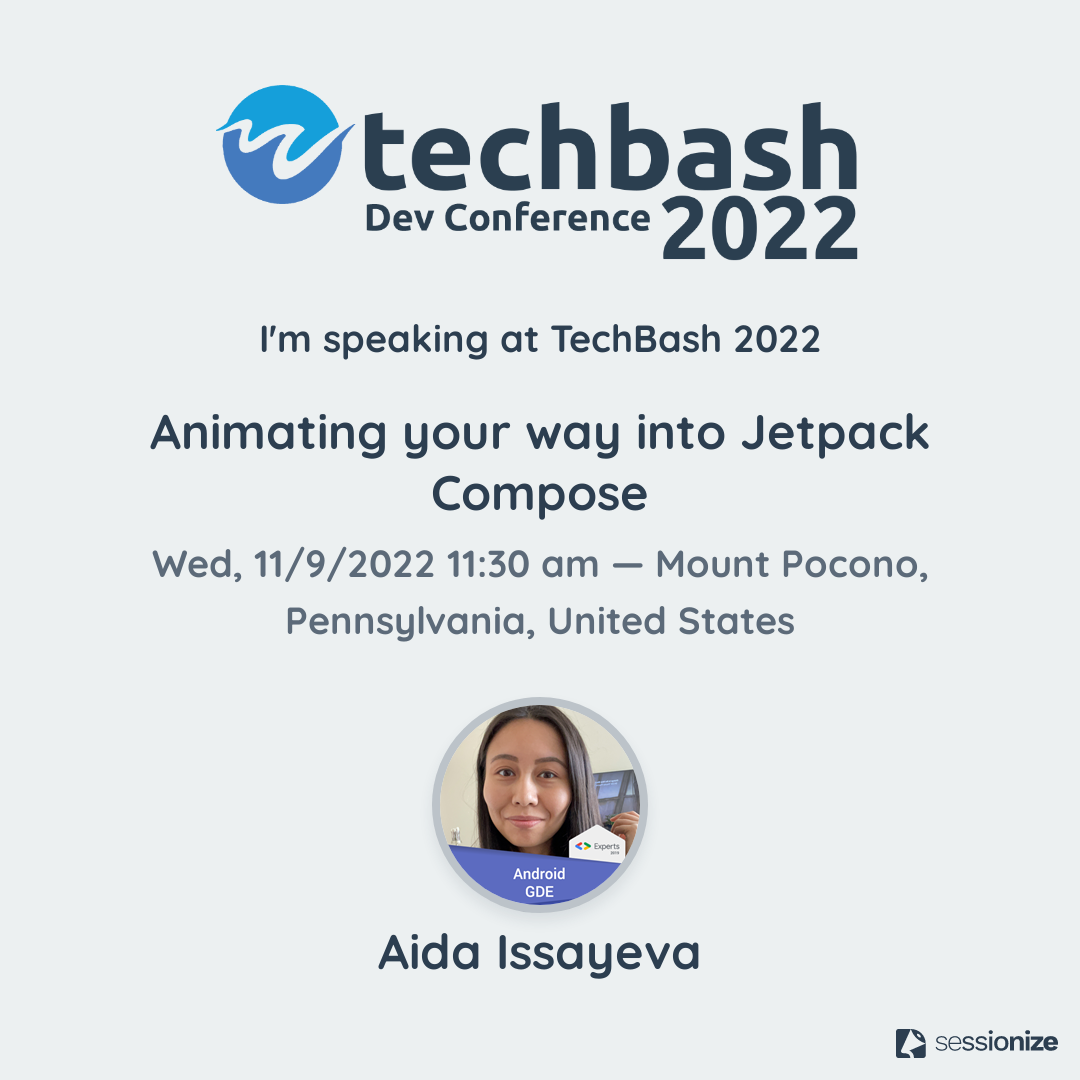 techbash
Dev Conference 2022
I'm speaking at TechBash 2022
Animating your way into Jetpack
Compose
Wed, 11/9/2022 11:30 am — Mount Pocono,
Pennsylvania, United States
Experts
Android
GDE
Aida Issayeva
sessionize